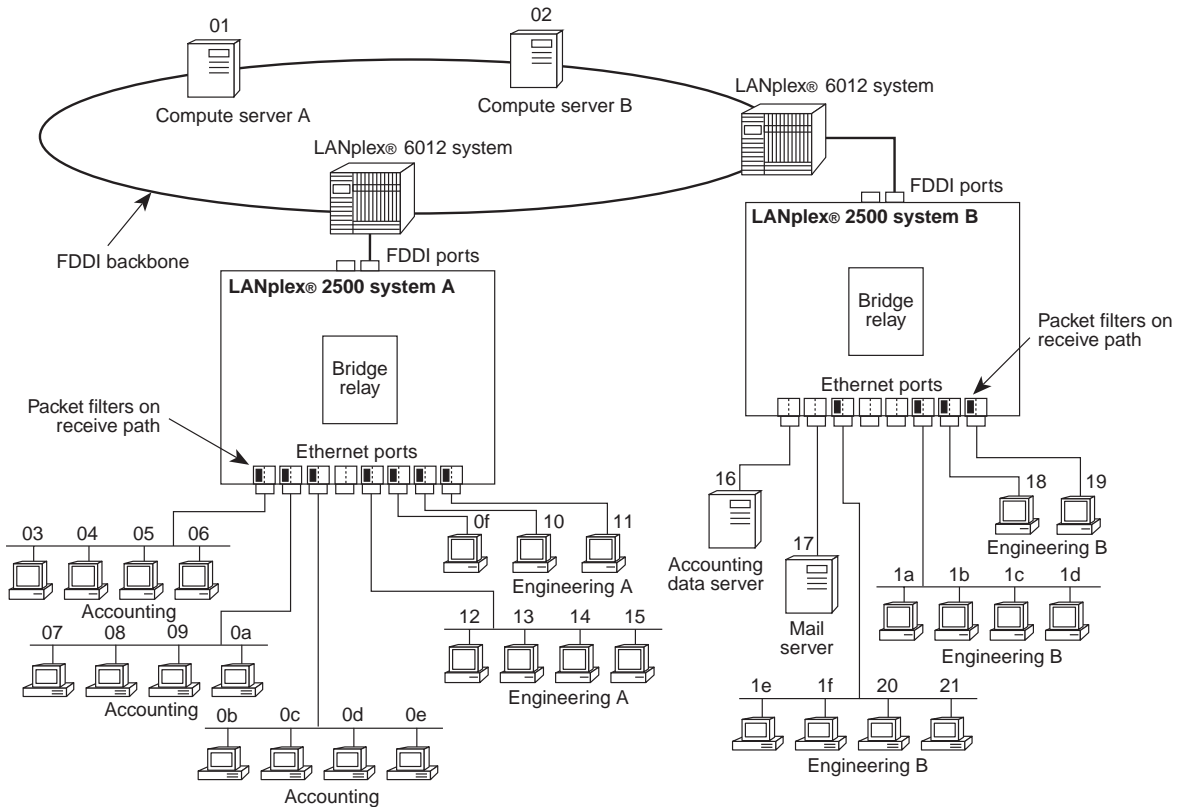 01
02
Compute server A
Compute server B
LANplex® 6012 system
LANplex® 6012 system
FDDI backbone
FDDI ports
FDDI ports
LANplex® 2500 system A
LANplex® 2500 system B
Bridge
relay
Bridge
relay
Packet filters on
receive path
Packet filters on
receive path
Ethernet ports
Ethernet ports
03 04 05 06
Accounting
07 08 09 0a
Accounting
0b 0c 0d 0e
Accounting
0f 10 11
Engineering A
12 13 14 15
Engineering A
16
Accounting
data server
17
Mail
server
18 19
Engineering B
1a 1b 1c 1d
Engineering B
1e 1f 20 21
Engineering B